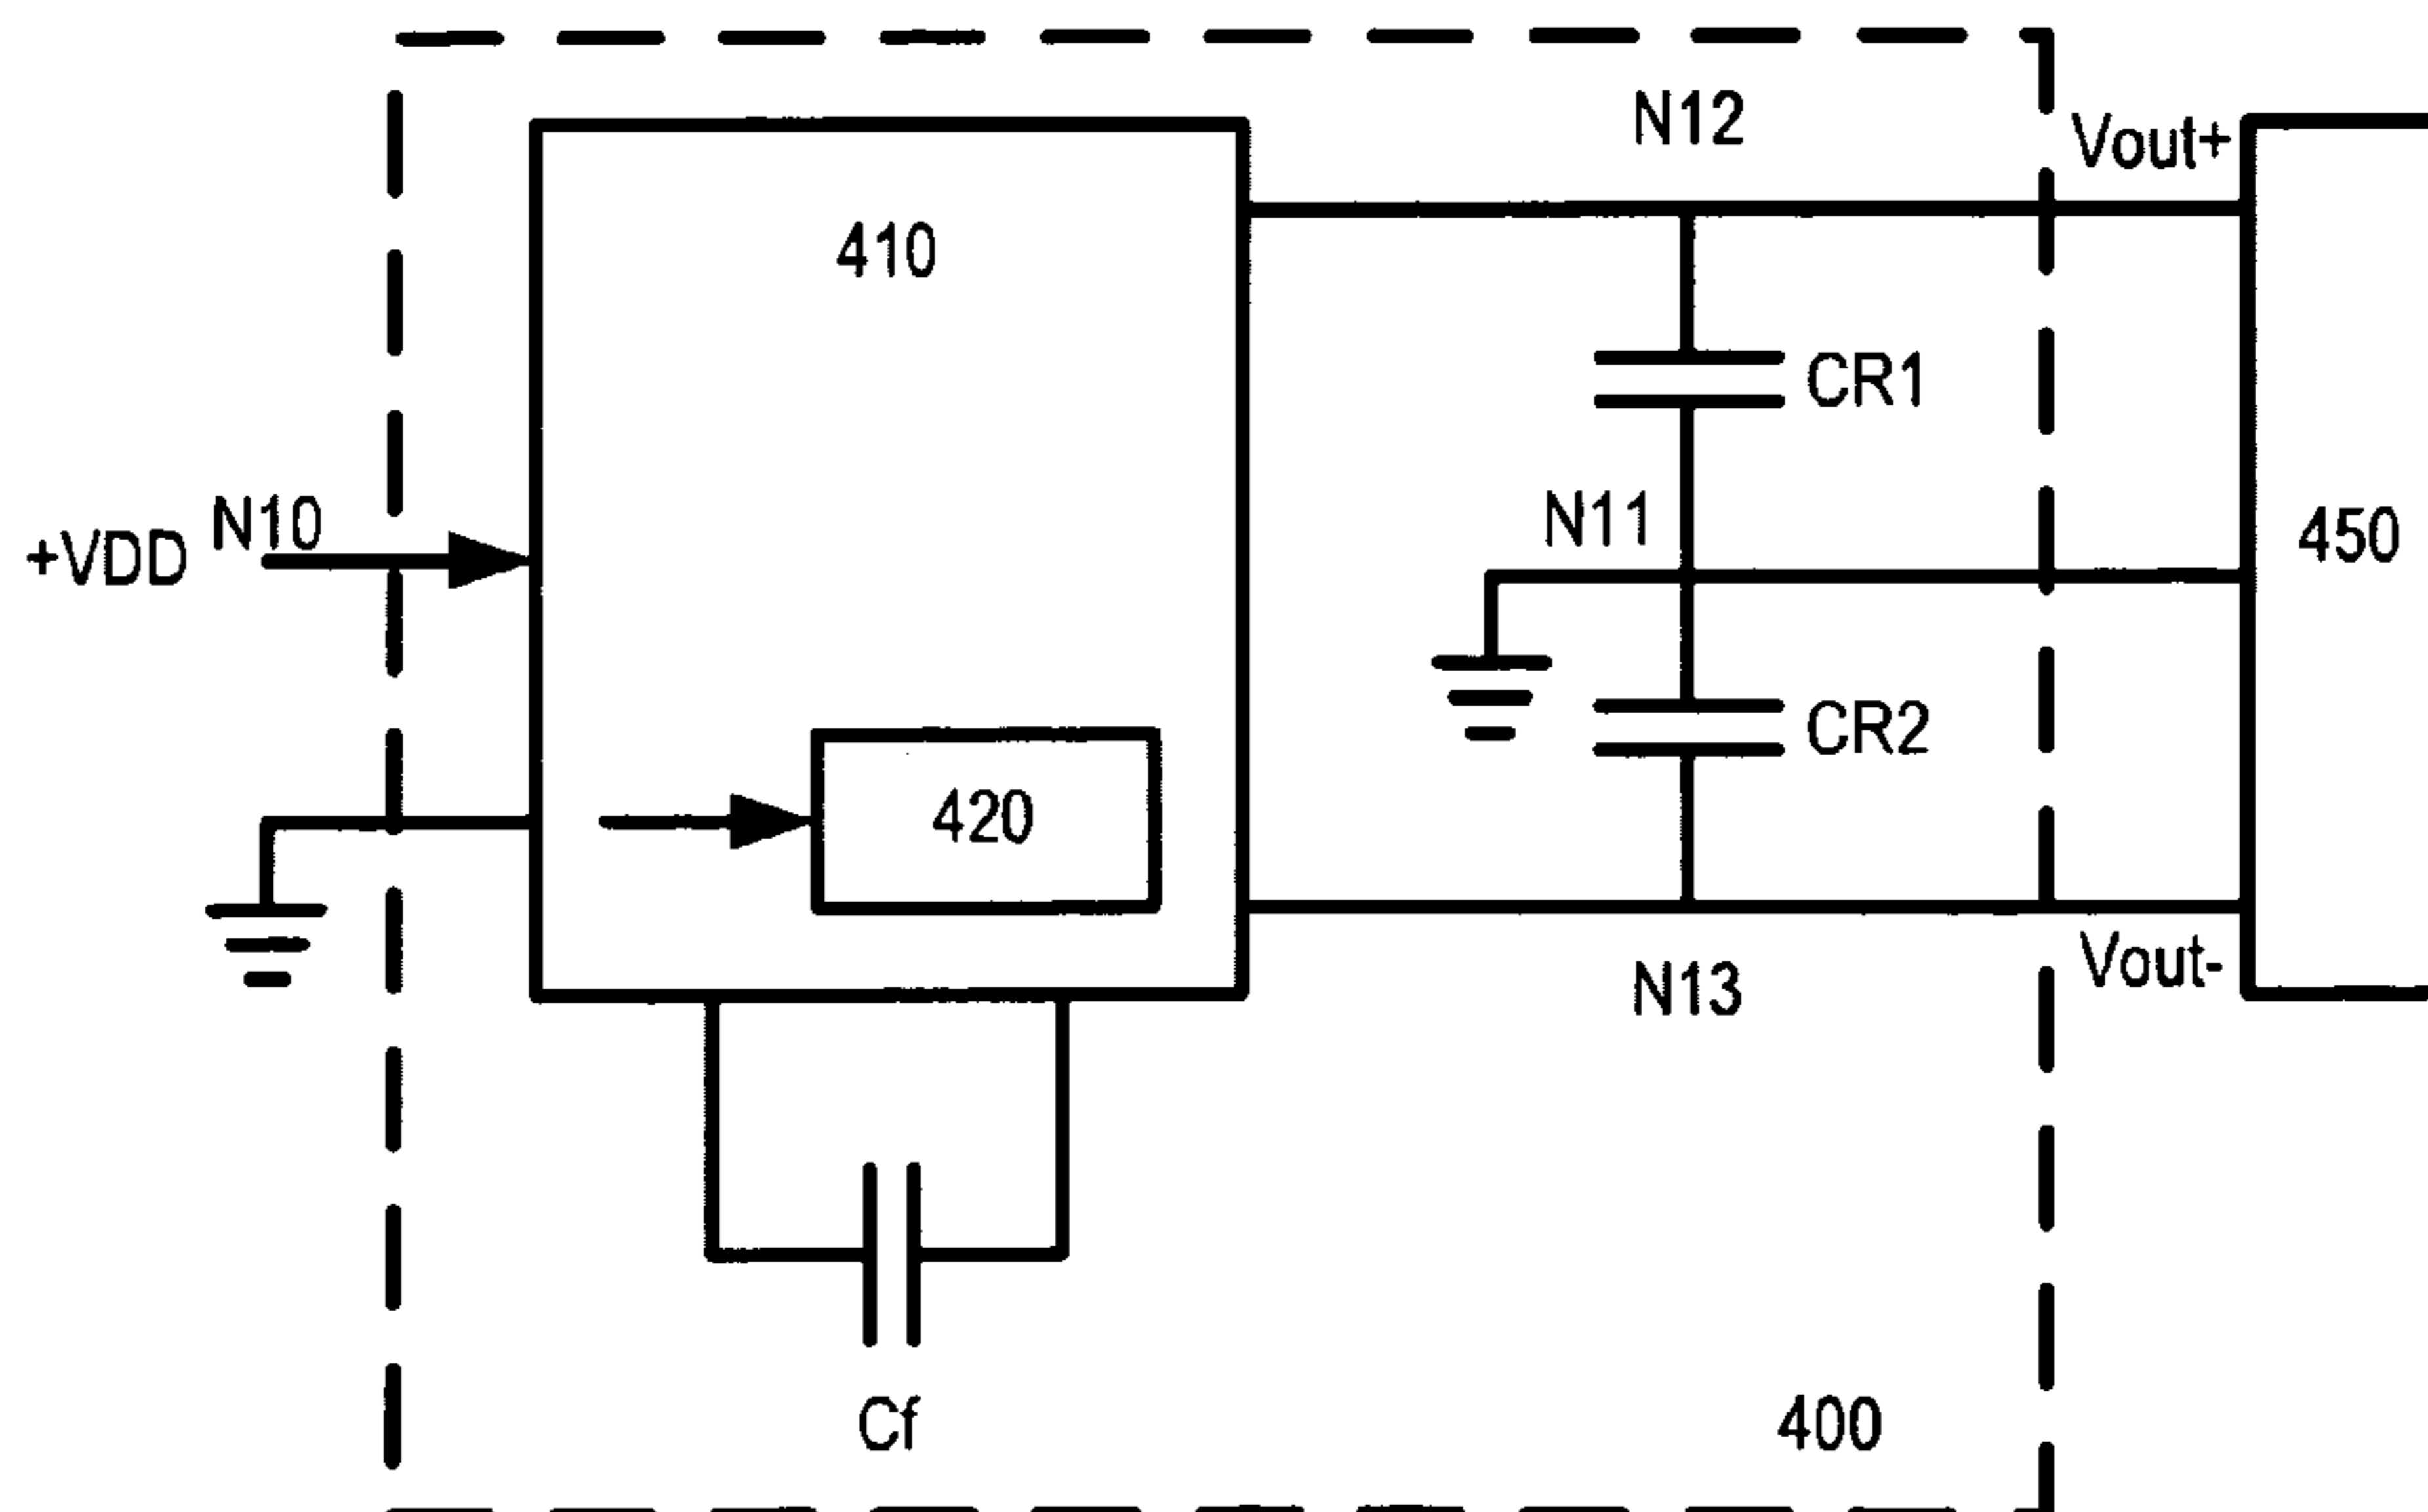 N12
Vout+
410
CR1
N10
N11
+VDD
450
CR2
420
Vout-
N13
Cf
400